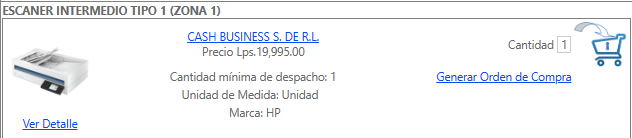 ESCANER INTERMEDIO TIPO 1 (ZONA 1)
CASH BUSINESS S. DE R.L.
Precio Lps.19,995.00
Cantidad 1
Cantidad mínima de despacho: 1
Generar Orden de Compra
Unidad de Medida: Unidad
Marca: HP
Ver Detalle